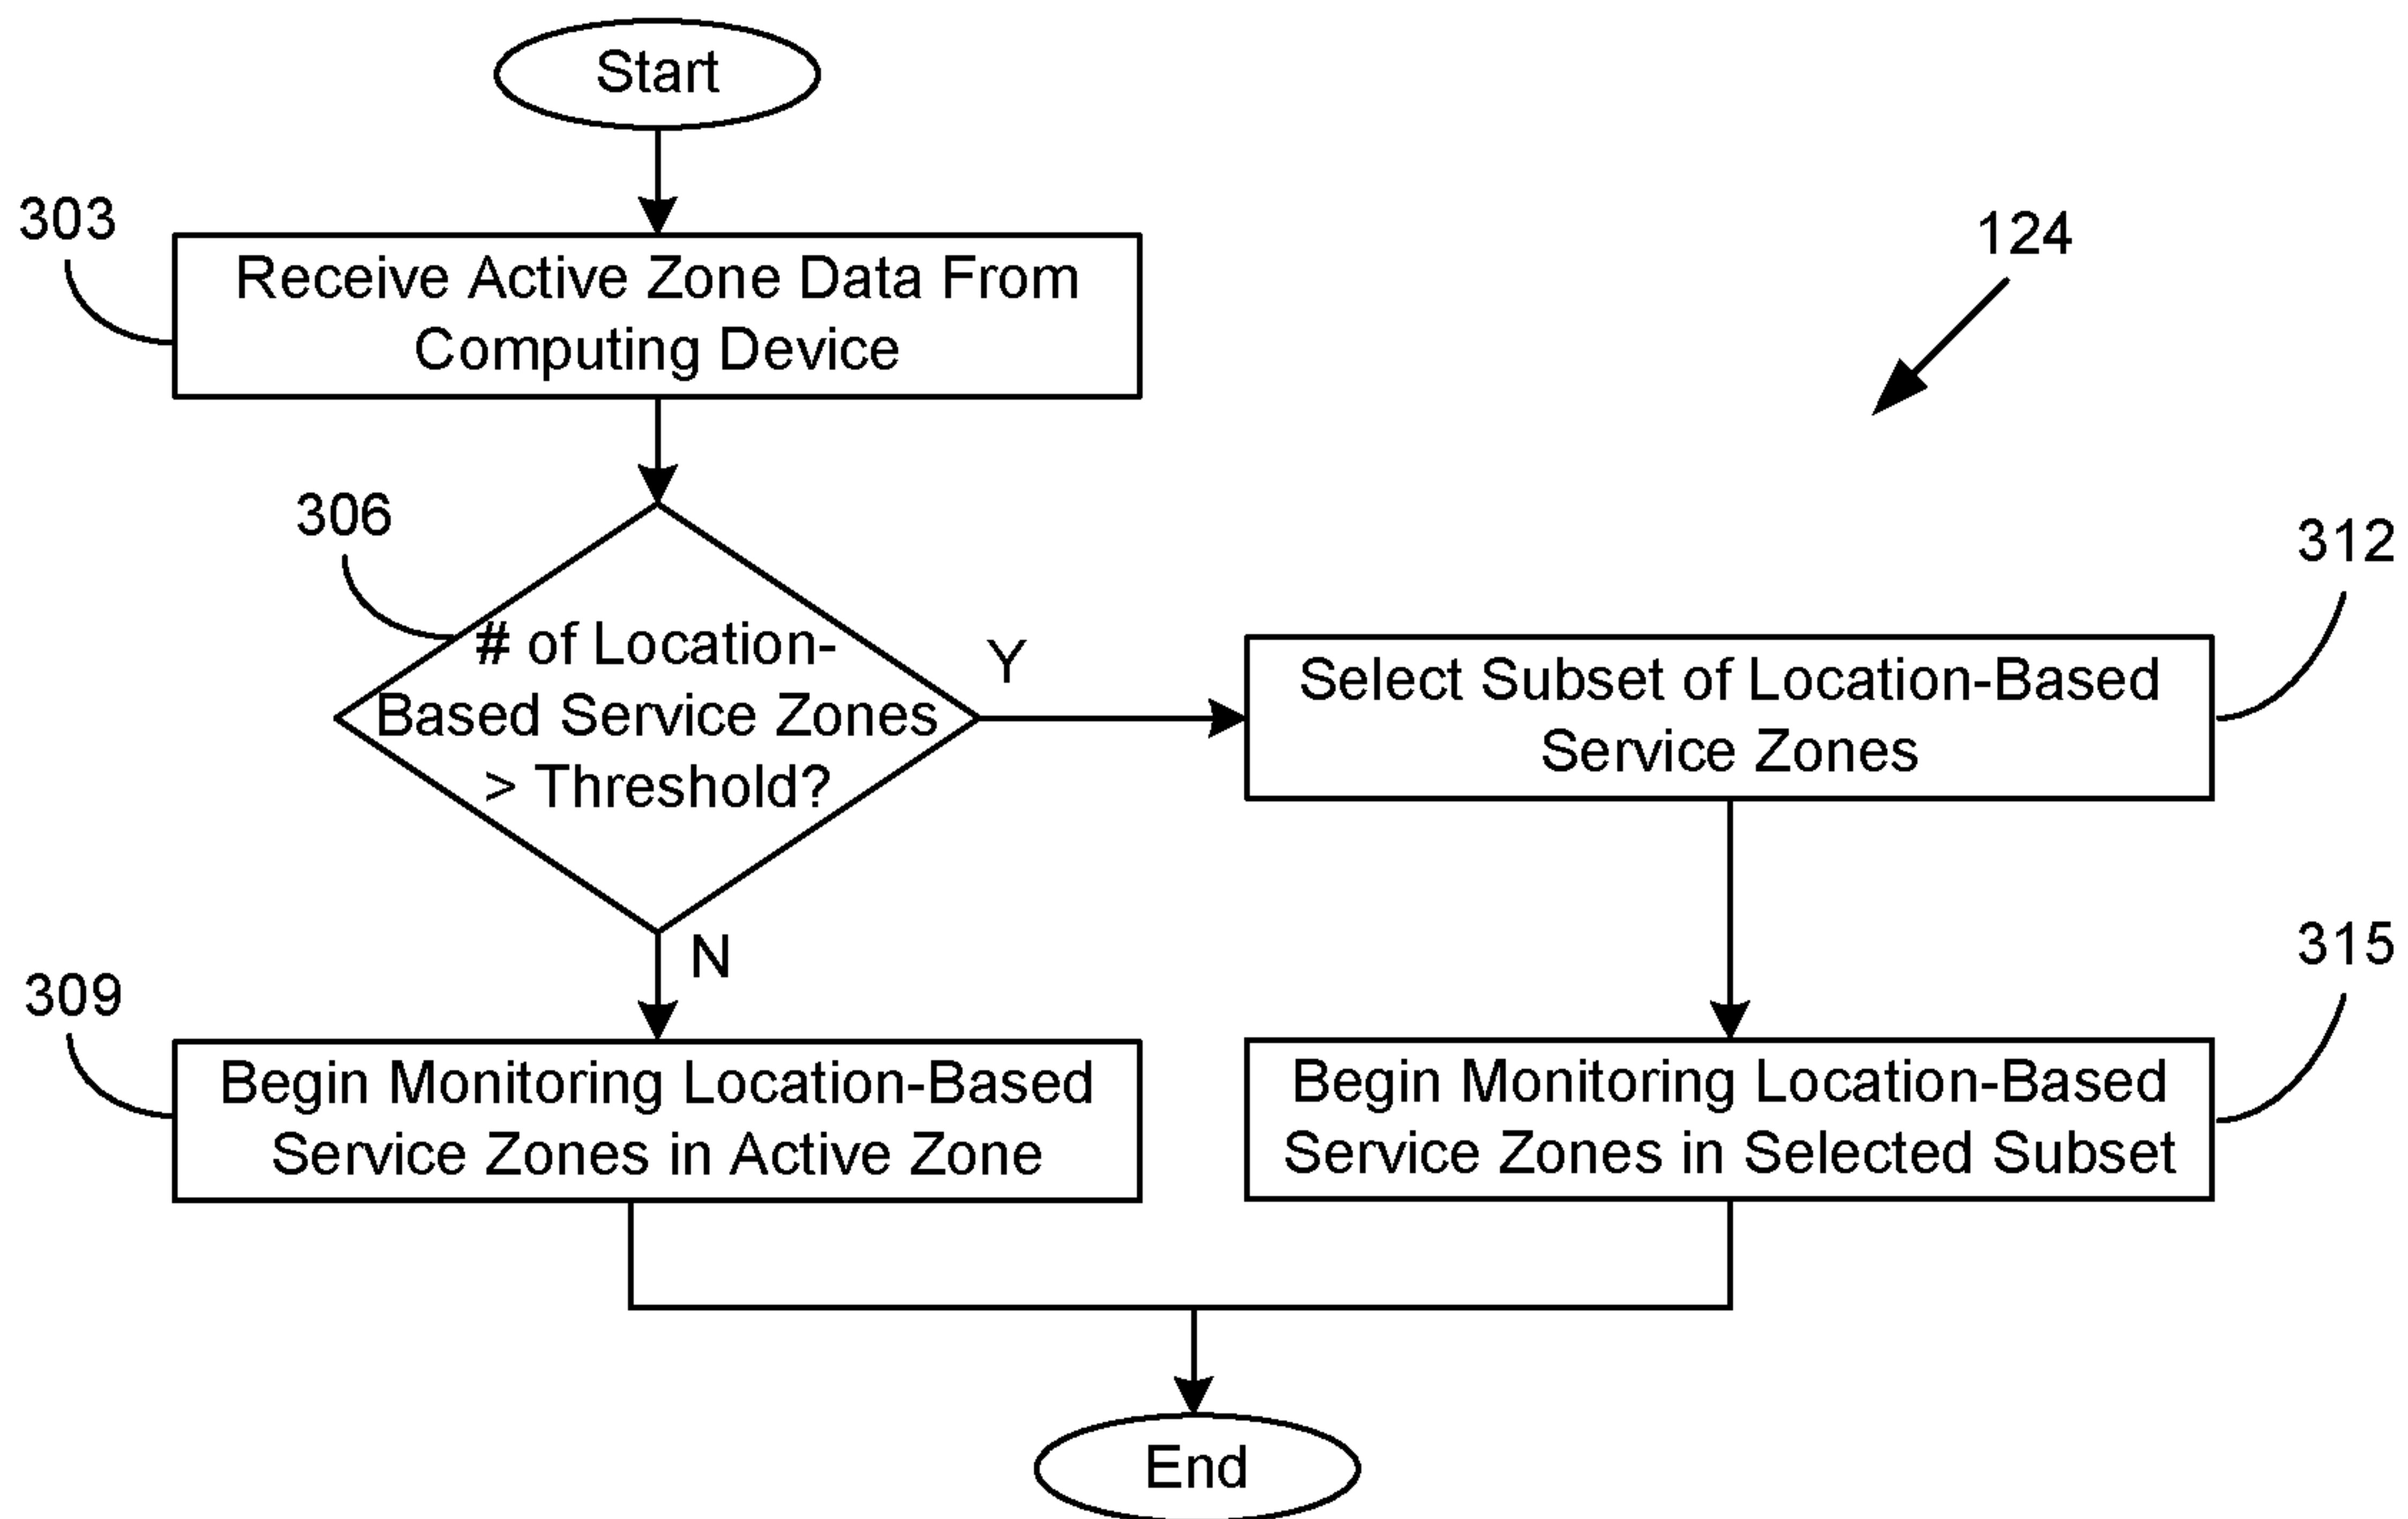 Start
303
Receive Active Zone Data From
Computing Device
124
306
# of Location-
Based Service Zones
> Threshold?
Y
N
312
Select Subset of Location-Based
Service Zones
309
Begin Monitoring Location-Based
Service Zones in Active Zone
315
Begin Monitoring Location-Based
Service Zones in Selected Subset
End